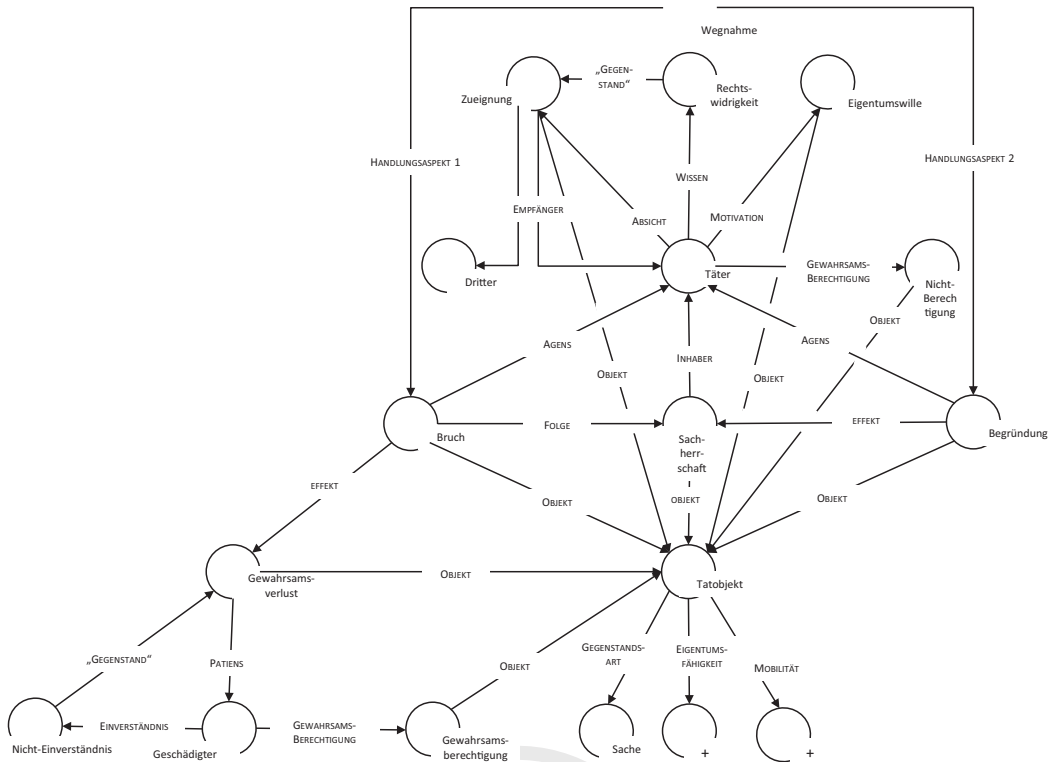 Wegnahme
„GEGEN-
STAND“
Zueignung
Rechts-
widrigkeit
Eigentumswille
HANDLUNGSASPEKT 1
HANDLUNGSASPEKT 2
WISSEN
EMPFÄNGER
ABSICHT
MOTIVATION
Dritter
Täter
GEWAHRSAMS-
BERECHTIGUNG
Nicht-
Berech
tigung
OBJEKT
AGENS
INHABER
AGENS
OBJEKT
OBJEKT
Bruch
FOLGE
Sach-
herr-
schaft
EFFEKT
Begründung
EFFEKT
OBJEKT
OBJEKT
OBJEKT
Gewahrsams-
verlust
OBJEKT
Tatobjekt
„GEGENSTAND“
PATIENS
OBJEKT
GEGENSTANDS-
ART
EIGENTUMS-
FÄHIGKEIT
MOBILITÄT
Nicht-Einverständnis
EINVERSTÄNDNIS
Geschädigter
GEWAHRSAMS-
BERECHTIGUNG
Gewahrsams-
berechtigung
Sache
+
+